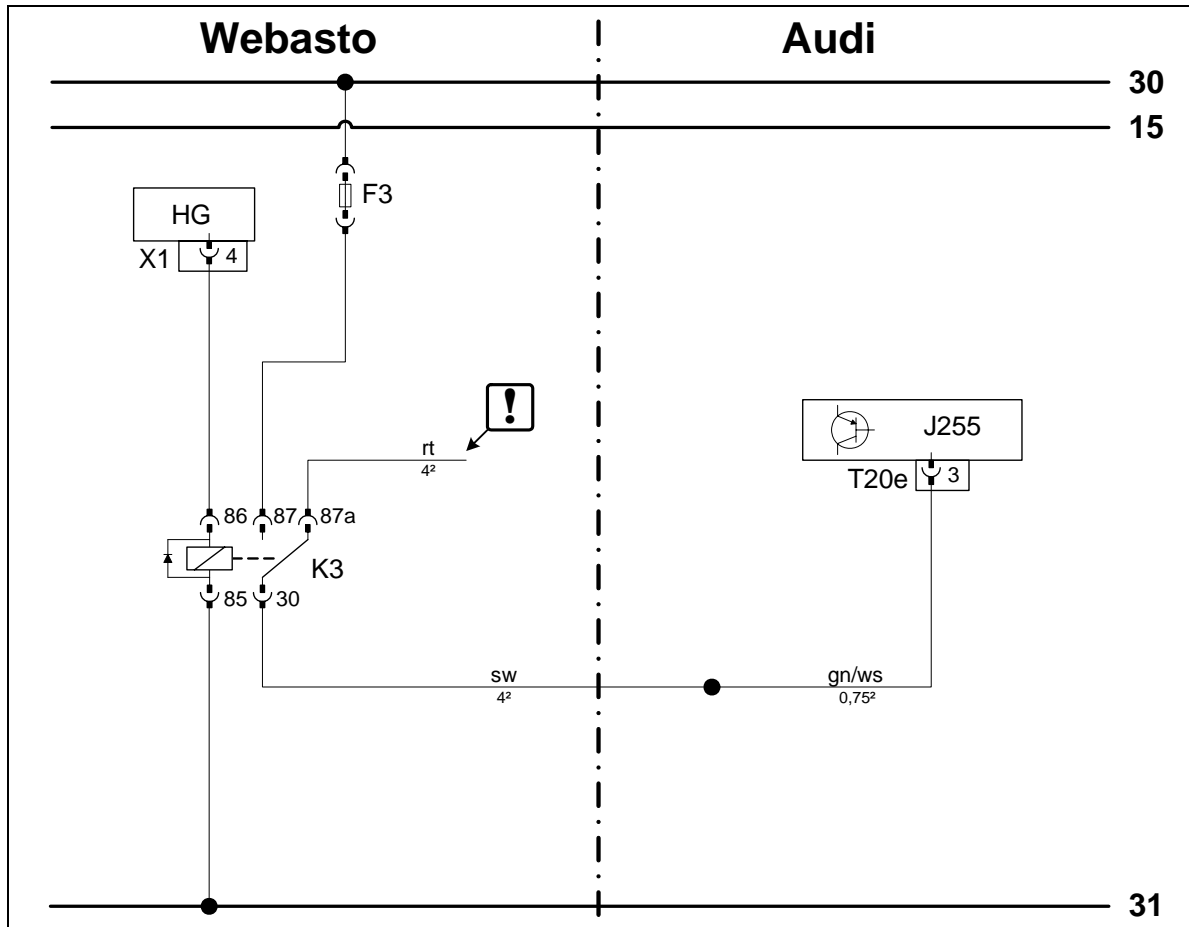 Webasto
Audi
30
15
F3
HG
X1
4
!
J255
rt
4²
T20e
3
86
87
87a
K3
85
30
sw
4²
gn/ws
0,75²
31